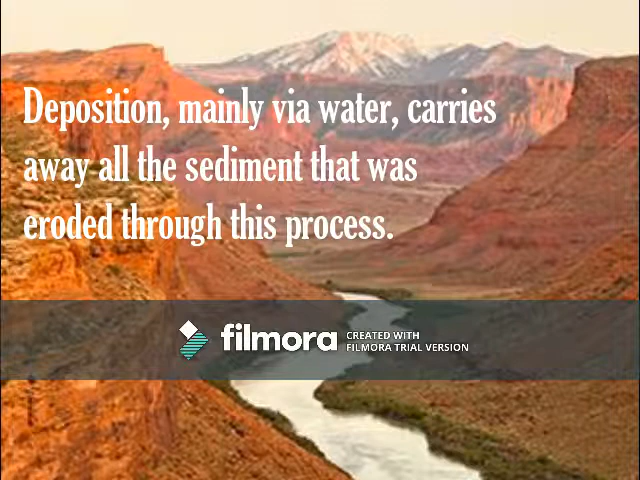 Deposition, mainly via water, carries
away all the sediment that was
eroded through this process.
filmora
CREATED WITH
FILMORA TRIAL VERSION